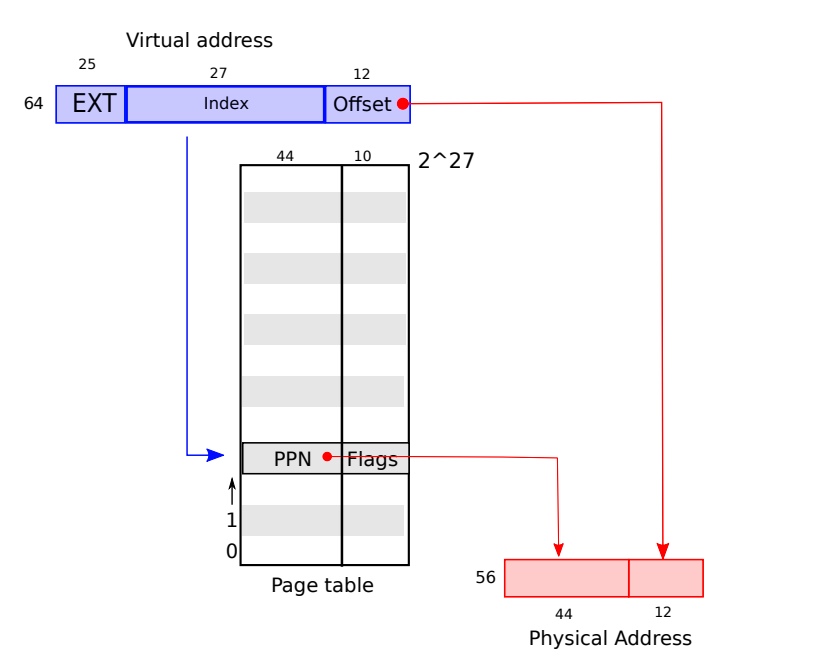 Virtual address
25
27
12
64
EXT
Index
Offset
44
10
2^27
PPN
Flags
1
0
Page table
56
44
12
Physical Address